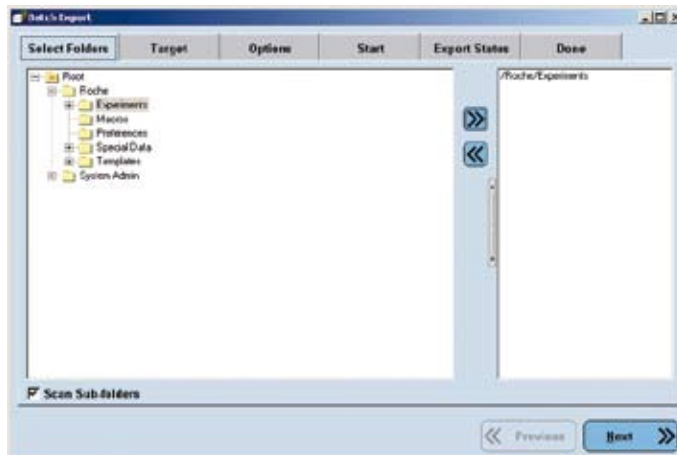 Batch Export
Select Folders Target Options Start Export Status Done
Root
Roche
Experiments
Macros
Preferences
Special Data
Templates
System Admin
/Roche/Experiments
Scan Sub-folders
Previous Next